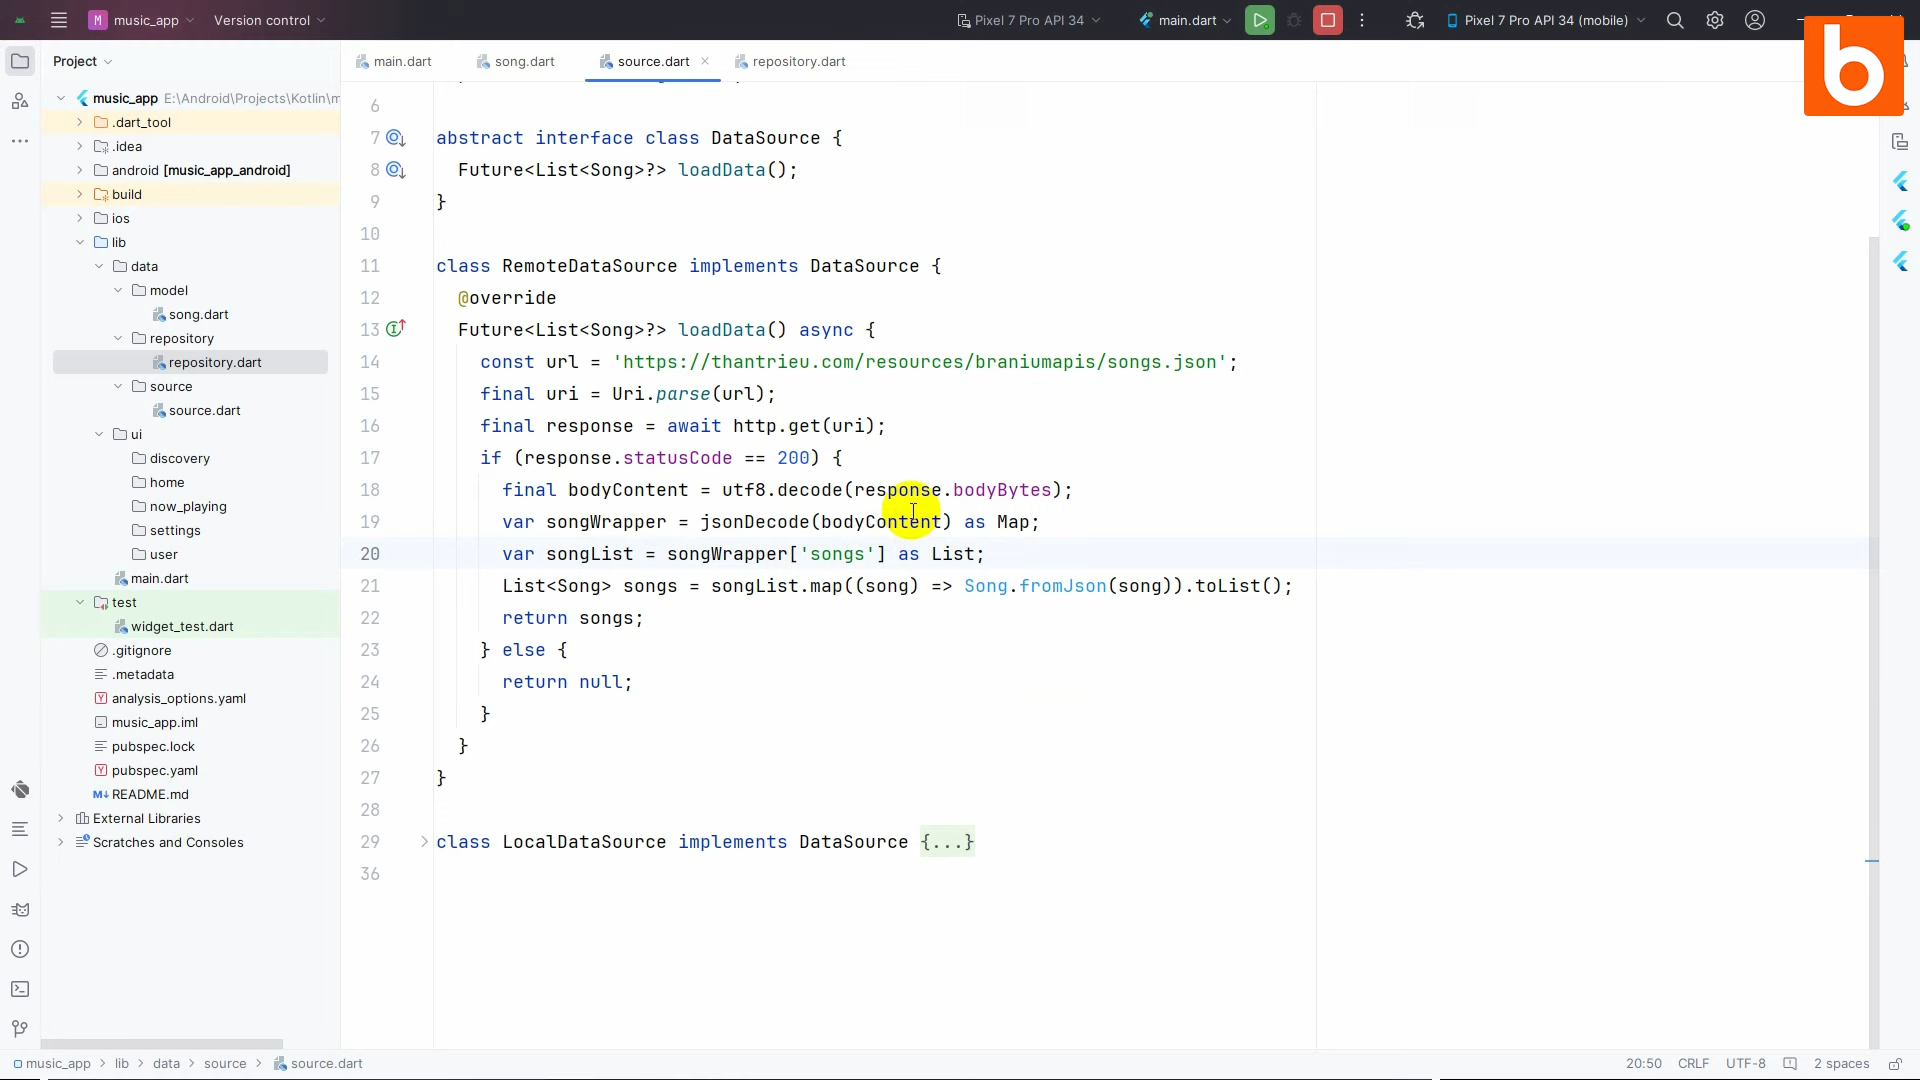 music_app
Version control
Pixel 7 Pro API 34
main.dart
Pixel 7 Pro API 34 (mobile)
Project
main.dart
song.dart
source.dart
repository.dart
music_app E:\Android\Projects\Kotlin\m
.dart_tool
.idea
android [music_app_android]
build
ios
lib
data
model
song.dart
repository
repository.dart
source
source.dart
ui
discovery
home
now_playing
settings
user
main.dart
test
widget_test.dart
.gitignore
.metadata
analysis_options.yaml
music_app.iml
pubspec.lock
pubspec.yaml
README.md
External Libraries
Scratches and Consoles
6
7 abstract interface class DataSource {
8 Future<List<Song>?> loadData();
9 }
10
11 class RemoteDataSource implements DataSource {
12 @override
13 Future<List<Song>?> loadData() async {
14 const url = 'https://thantrieu.com/resources/braniumapis/songs.json';
15 final uri = Uri.parse(url);
16 final response = await http.get(uri);
17 if (response.statusCode == 200) {
18 final bodyContent = utf8.decode(response.bodyBytes);
19 var songWrapper = jsonDecode(bodyContent) as Map;
20 var songList = songWrapper['songs'] as List;
21 List<Song> songs = songList.map((song) => Song.fromJson(song)).toList();
22 return songs;
23 } else {
24 return null;
25 }
26 }
27 }
28
29 class LocalDataSource implements DataSource {...}
36
music_app > lib > data > source > source.dart
20:50 CRLF UTF-8 2 spaces
b